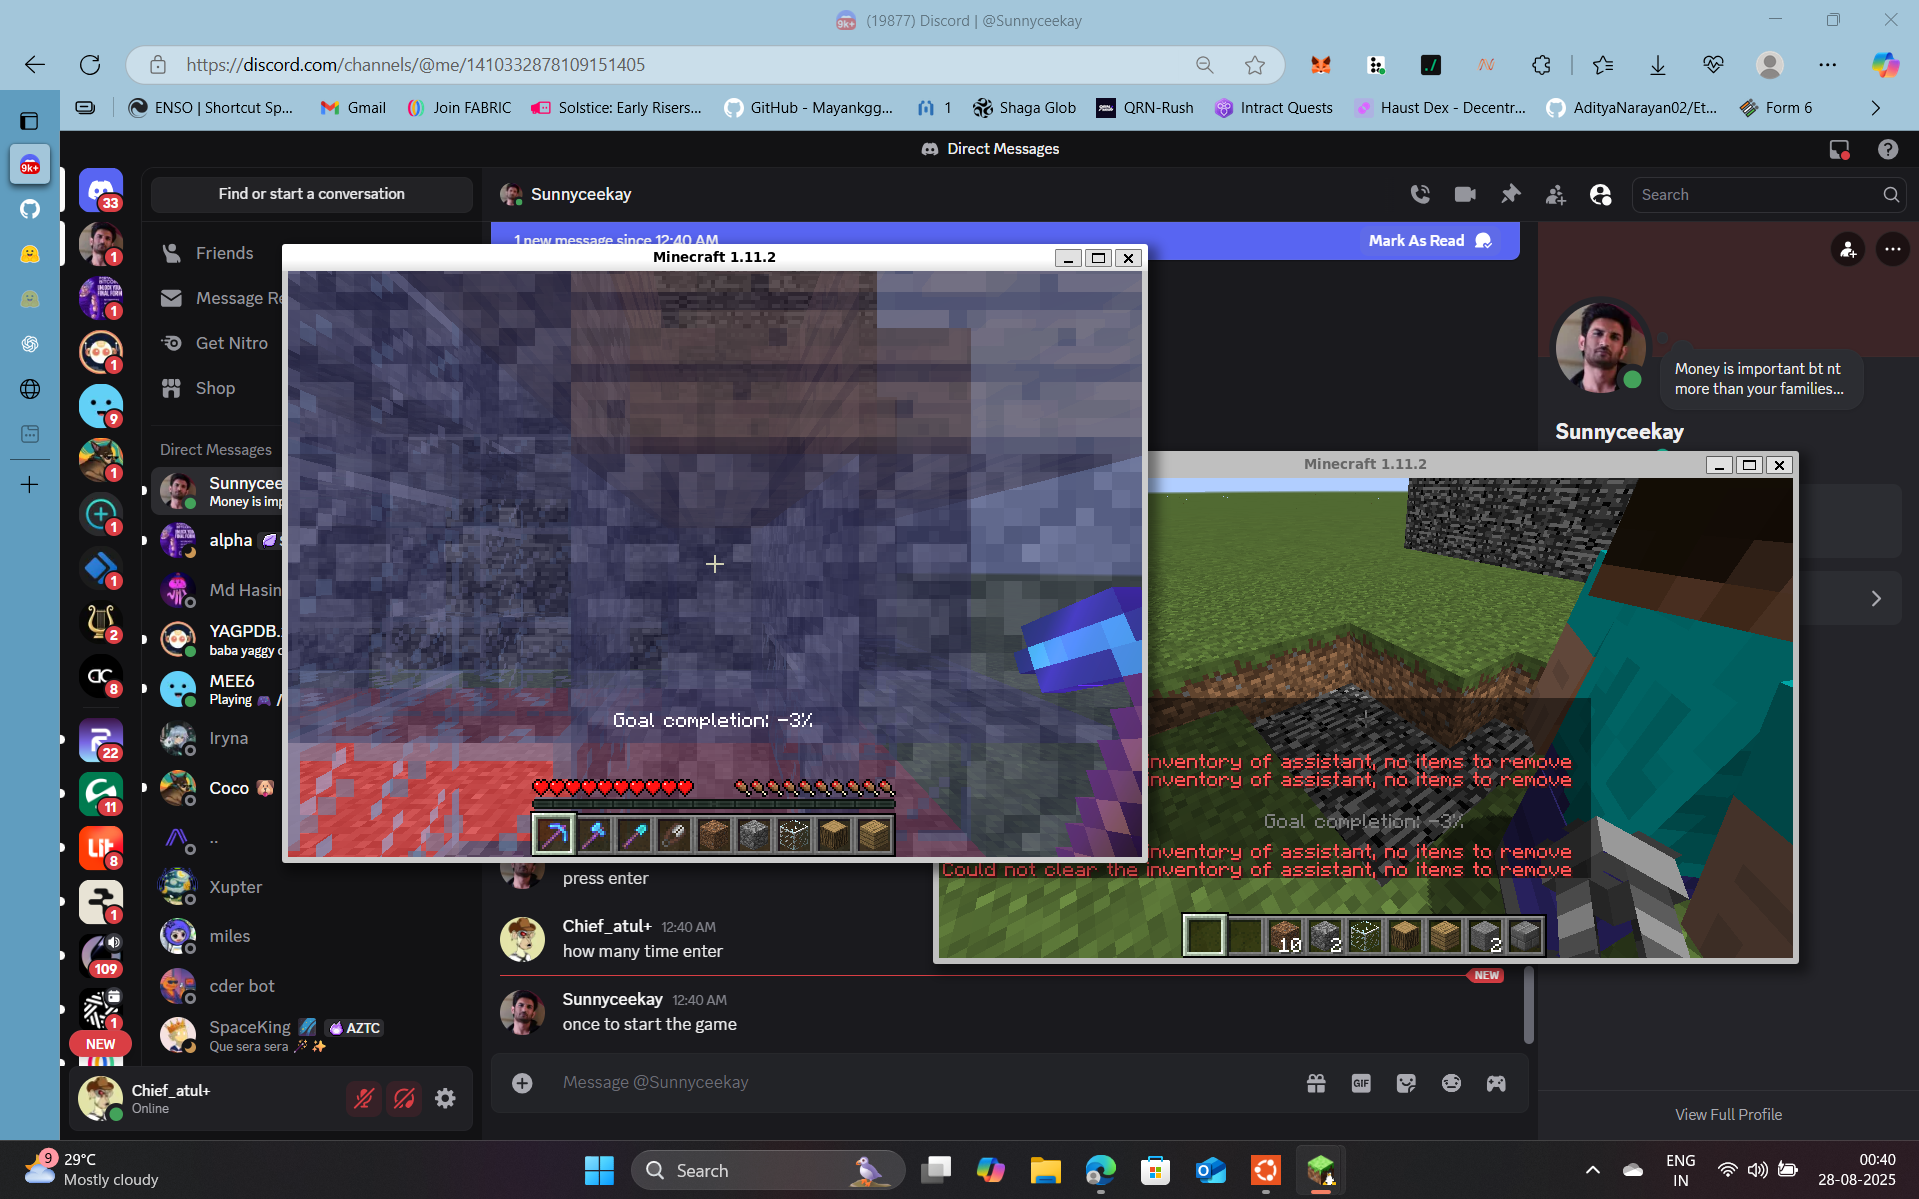 (19877) Discord | @Sunnyceekay
https://discord.com/channels/@me/1410332878109151405
ENSO | Shortcut Sp...
Gmail
Join FABRIC
Solstice: Early Risers...
GitHub - Mayankgg...
1
Shaga Glob
QRN-Rush
Intract Quests
Haust Dex - Decentr...
AdityaNarayan02/Et...
Form 6
Direct Messages
9k+
33
Find or start a conversation
Sunnyceekay
Search
1
Friends
1 new message since 12:40 AM
Mark As Read
Minecraft 1.11.2
Message Re
1
Get Nitro
1
Shop
9
Money is important bt nt
more than your families...
Sunnyceekay
Direct Messages
1
Sunnycee
Money is imp
Minecraft 1.11.2
1
alpha
1
Md Hasin
2
YAGPDB.
baba yaggy c
8
MEE6
Playing
22
Iryna
Goal completion: -3%
inventory of assistant, no items to remove
inventory of assistant, no items to remove
Goal completion: -3%
inventory of assistant, no items to remove
Could not clear the inventory of assistant, no items to remove
11
Coco
Lit
8
..
1
Xupter
109
miles
10
2
2
cder bot
1
SpaceKing
AZTC
Que sera sera
NEW
press enter
Chief_atul+ 12:40 AM
how many time enter
NEW
Sunnyceekay 12:40 AM
once to start the game
Message @Sunnyceekay
GIF
Chief_atul+
Online
View Full Profile
9
29°C
Mostly cloudy
Search
ENG
IN
00:40
28-08-2025